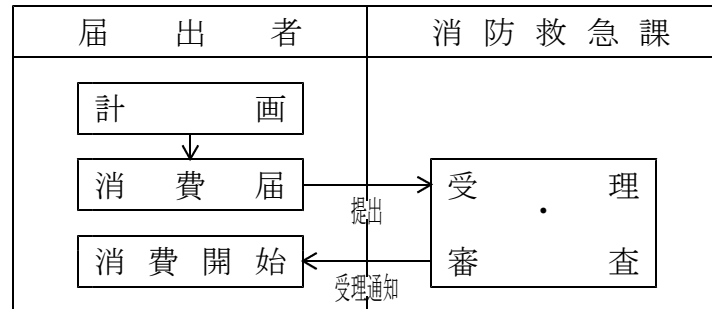 届出者 消防救急課
計画
消費届
提出
受理
・
審査
消費開始
受理通知